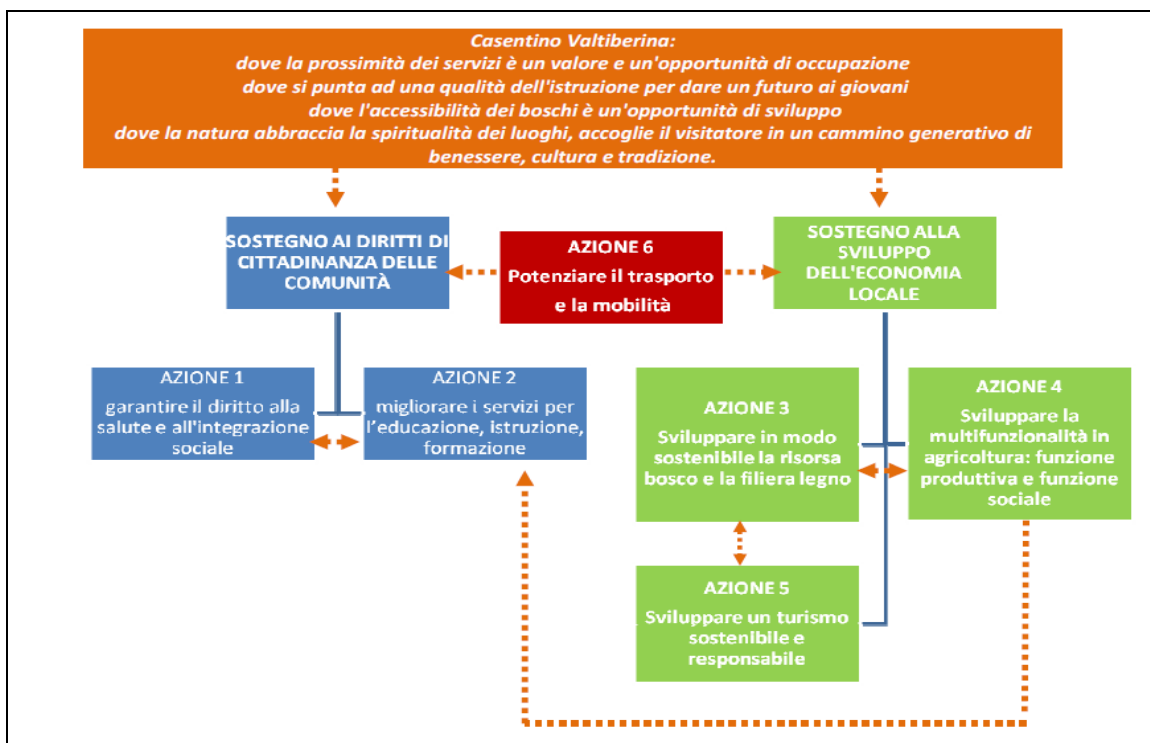 Casentino Valtiberina:
dove la prossimità dei servizi è un valore e un'opportunità di occupazione
dove si punta ad una qualità dell'istruzione per dare un futuro ai giovani
dove l'accessibilità dei boschi è un'opportunità di sviluppo
dove la natura abbraccia la spiritualità dei luoghi, accoglie il visitatore in un cammino generativo di
benessere, cultura e tradizione.
SOSTEGNO AI DIRITTI DI
CITTADINANZA DELLE
COMUNITÀ
AZIONE 6
Potenziare il trasporto
e la mobilità
SOSTEGNO ALLA
SVILUPPO
DELL'ECONOMIA
LOCALE
AZIONE 1
garantire il diritto alla
salute e all'integrazione
sociale
AZIONE 2
migliorare i servizi per
l'educazione, istruzione,
formazione
AZIONE 3
Sviluppare in modo
sostenibile la risorsa
bosco e la filiera legno
AZIONE 4
Sviluppare la
multifunzionalità in
agricoltura: funzione
produttiva e funzione
sociale
AZIONE 5
Sviluppare un turismo
sostenibile e
responsabile